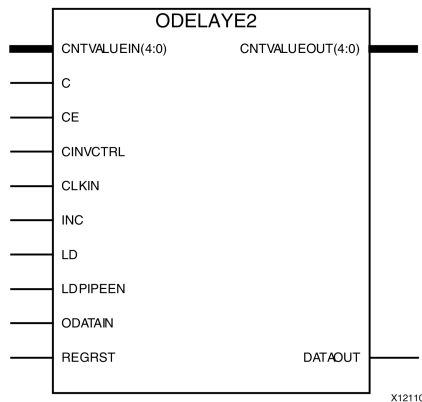 ODELAYE2
CNTVALUEIN(4:0) CNTVALUEOUT(4:0)
C
CE
CINVCTRL
CLKIN
INC
LD
LDPIPEEN
ODATAIN
REGRST DATAOUT